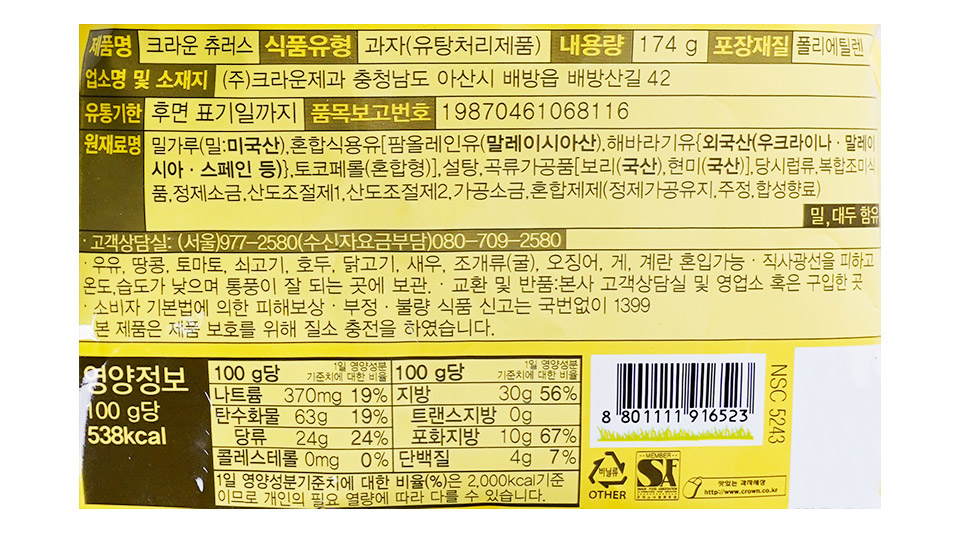 제품명 크라운 츄러스 식품유형 과자(유탕처리제품) 내용량 174 g 포장재질 폴리에틸렌
업소명 및 소재지 (주)크라운제과 충청남도 아산시 배방읍 배방산길 42
유통기한 후면 표기일까지 품목보고번호 19870461068116
원재료명 밀가루(밀:미국산),혼합식용유[팜올레인유(말레이시아산),해바라기유{외국산(우크라이나 · 말레이
시아 · 스페인 등)},토코페롤(혼합형)],설탕,곡류가공품[보리(국산),현미(국산)],당시럽류,복합조미식
품,정제소금,산도조절제1,산도조절제2,가공소금,혼합제제(정제가공유지,주정,합성향료)
밀,대두 함유
· 고객상담실: (서울)977-2580(수신자요금부담)080-709-2580
· 우유, 땅콩, 토마토, 쇠고기, 호두, 닭고기, 새우, 조개류(굴), 오징어, 게, 계란 혼입가능 · 직사광선을 피하고
온도,습도가 낮으며 통풍이 잘 되는 곳에 보관. · 교환 및 반품:본사 고객상담실 및 영업소 혹은 구입한 곳
· 소비자 기본법에 의한 피해보상 · 부정 · 불량 식품 신고는 국번없이 1399
본 제품은 제품 보호를 위해 질소 충전을 하였습니다.
영양정보
100 g당
538kcal
100 g당 1일 영양성분 기준치에 대한 비율 100 g당 1일 영양성분 기준치에 대한 비율
나트륨 370mg 19% 지방 30g 56%
탄수화물 63g 19% 트랜스지방 0g
당류 24g 24% 포화지방 10g 67%
콜레스테롤 0mg 0% 단백질 4g 7%
1일 영양성분기준치에 대한 비율(%)은 2,000kcal기준
이므로 개인의 필요 열량에 따라 다를 수 있습니다.
8 801111 916523
NSC 5243
비닐류
OTHER
MEMBER
SA
맛있는 과자세상
http://www.crown.co.kr